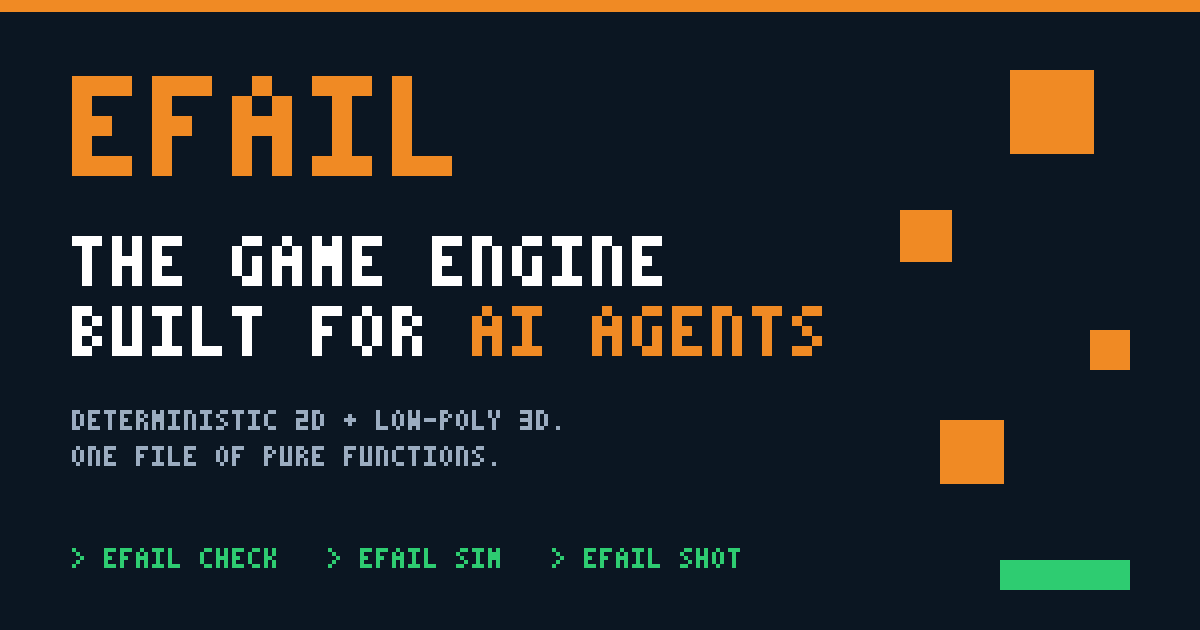 EFAIL
THE GAME ENGINE
BUILT FOR AI AGENTS
DETERMINISTIC 2D + LOW-POLY 3D.
ONE FILE OF PURE FUNCTIONS.
> EFAIL CHECK > EFAIL SIM > EFAIL SHOT